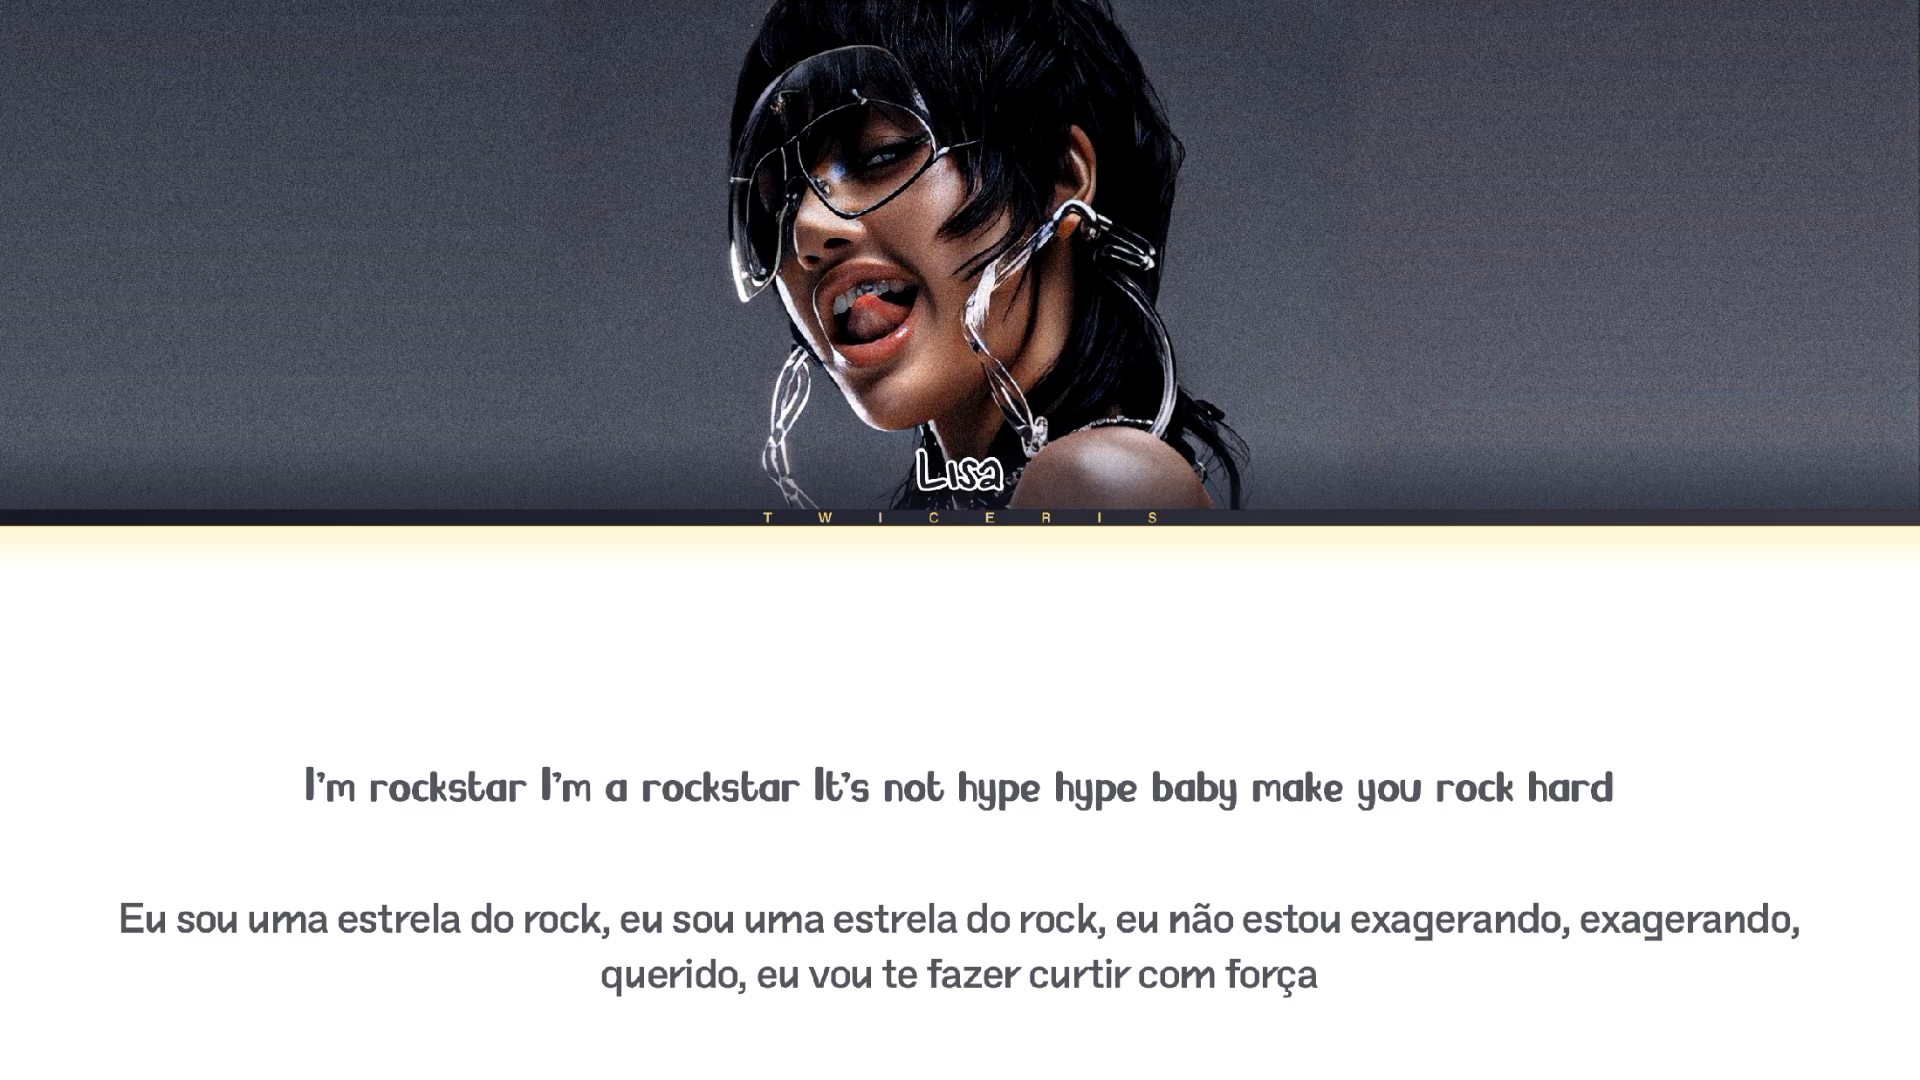 Lisa
TWICERIS
I'm rockstar I'm a rockstar It's not hype hype baby make you rock hard
Eu sou uma estrela do rock, eu sou uma estrela do rock, eu não estou exagerando, exagerando,
querido, eu vou te fazer curtir com força